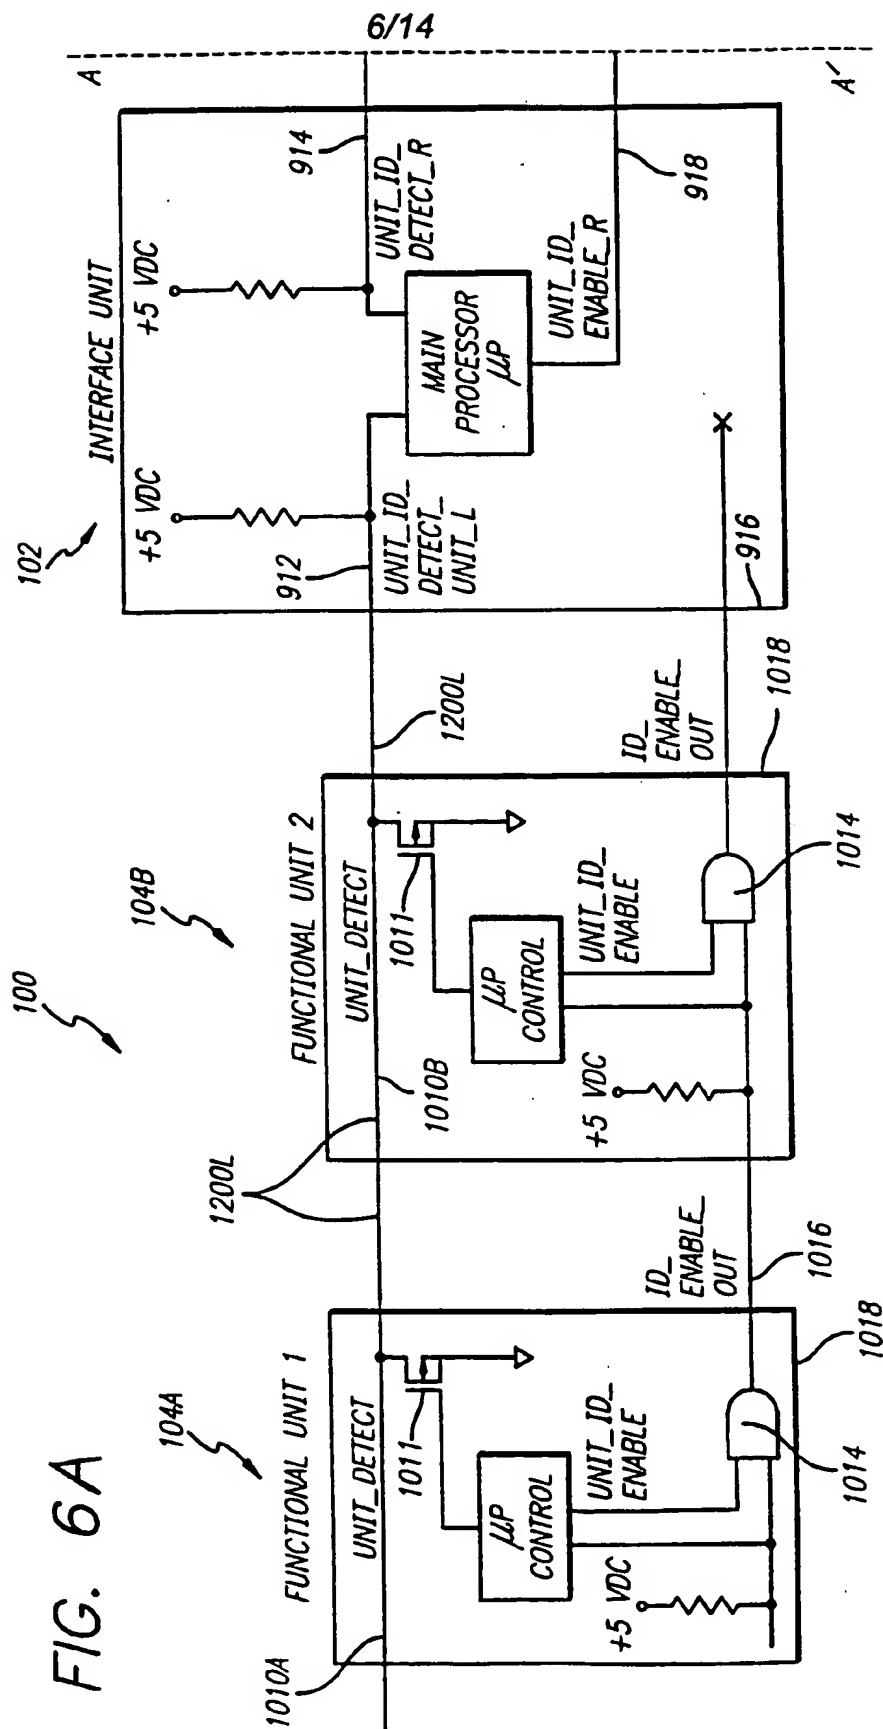 6/14
FIG. 6A
100
104A
FUNCTIONAL UNIT 1
1010A
UNIT_DETECT
1011
µP
CONTROL
UNIT_ID_
ENABLE
+5 VDC
1014
1018
ID_
ENABLE_
OUT
1016
1200L
104B
FUNCTIONAL UNIT 2
UNIT_DETECT
1010B
1011
µP
CONTROL
UNIT_ID_
ENABLE
+5 VDC
1014
1018
ID_
ENABLE_
OUT
1200L
102
INTERFACE UNIT
+5 VDC
+5 VDC
912
UNIT_ID_
DETECT_
UNIT_L
MAIN
PROCESSOR
µP
UNIT_ID_
DETECT_R
914
UNIT_ID_
ENABLE_R
918
916
A
A′